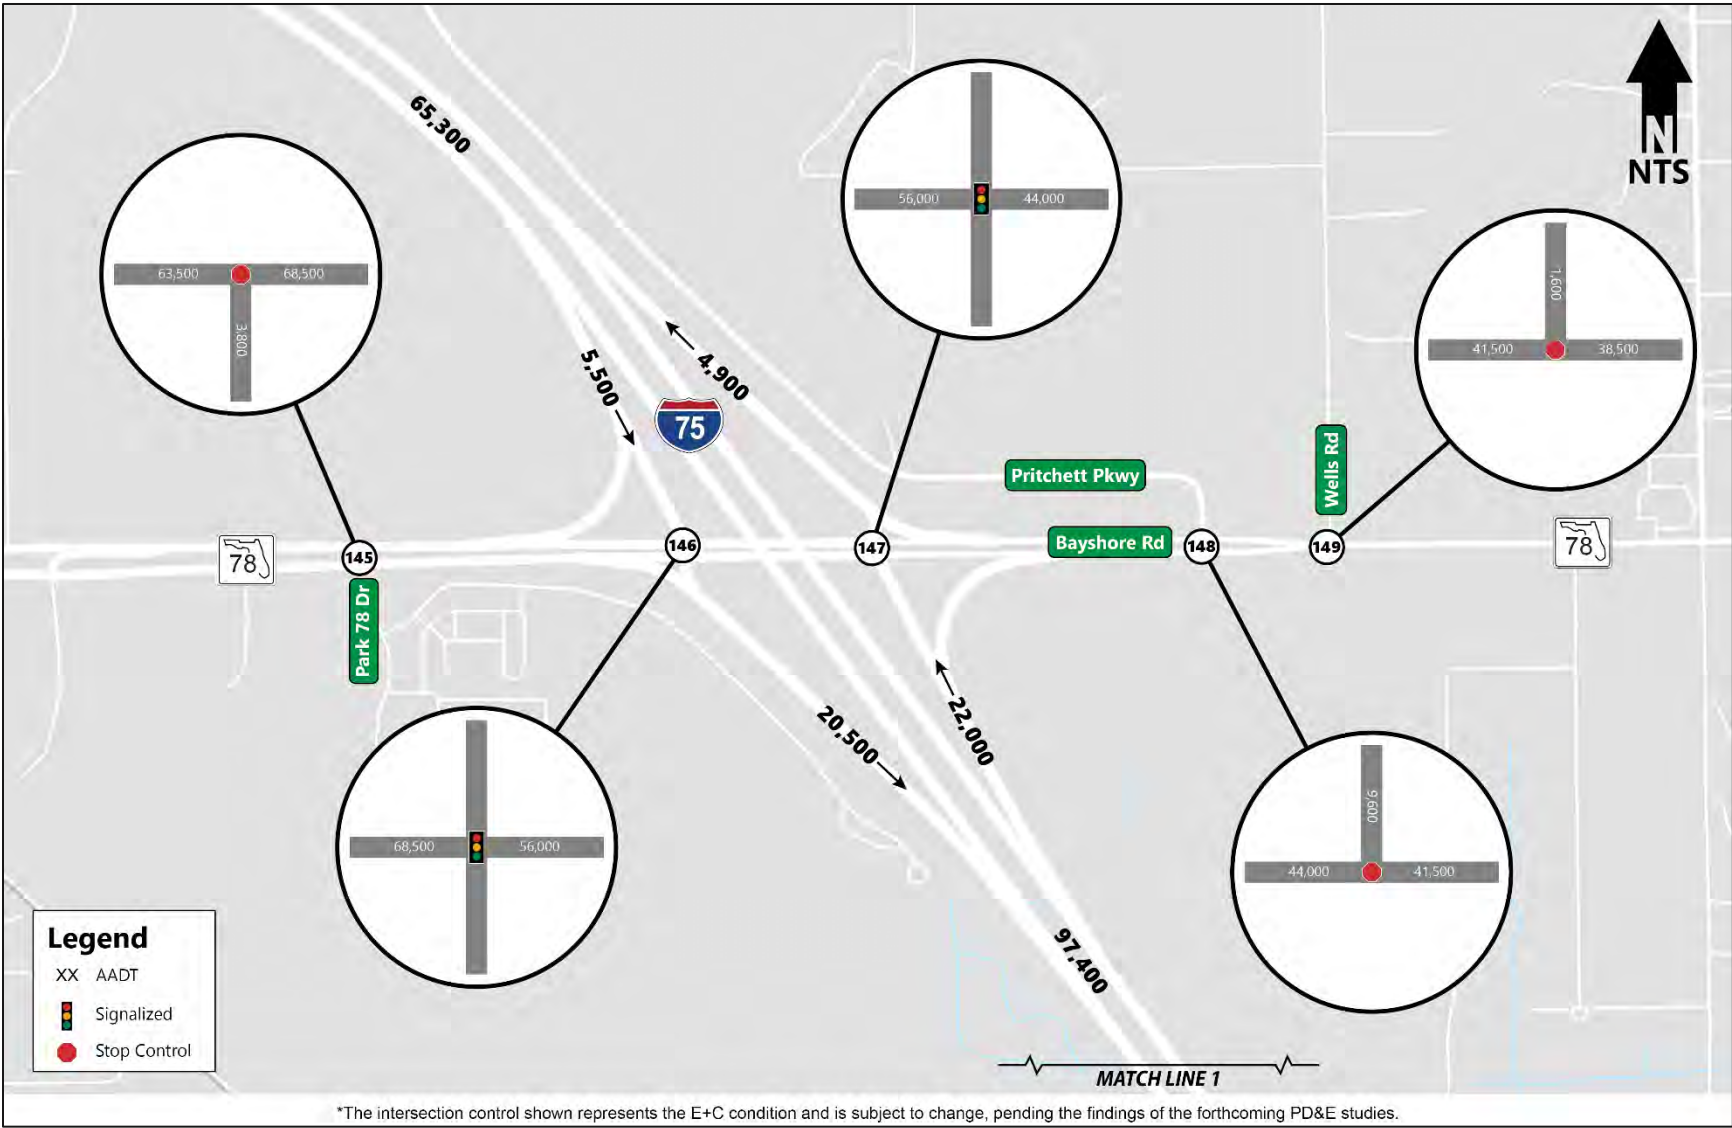 N
NTS
65,300
56,000
44,000
63,500
68,500
3,800
1,600
41,500
38,500
5,500
4,900
75
Pritchett Pkwy
Wells Rd
78
145
146
147
Bayshore Rd
148
149
78
Park 78 Dr
20,500
22,000
68,500
56,000
9,600
44,000
41,500
97,400
Legend
XX AADT
Signalized
Stop Control
MATCH LINE 1
*The intersection control shown represents the E+C condition and is subject to change, pending the findings of the forthcoming PD&E studies.